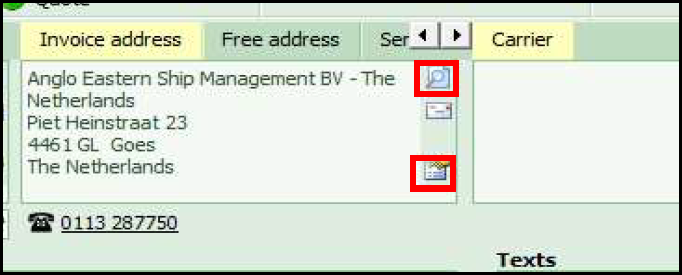 Quote
Invoice address Free address Ser Carrier
Anglo Eastern Ship Management BV - The
Netherlands
Piet Heinstraat 23
4461 GL Goes
The Netherlands
0113 287750
Texts